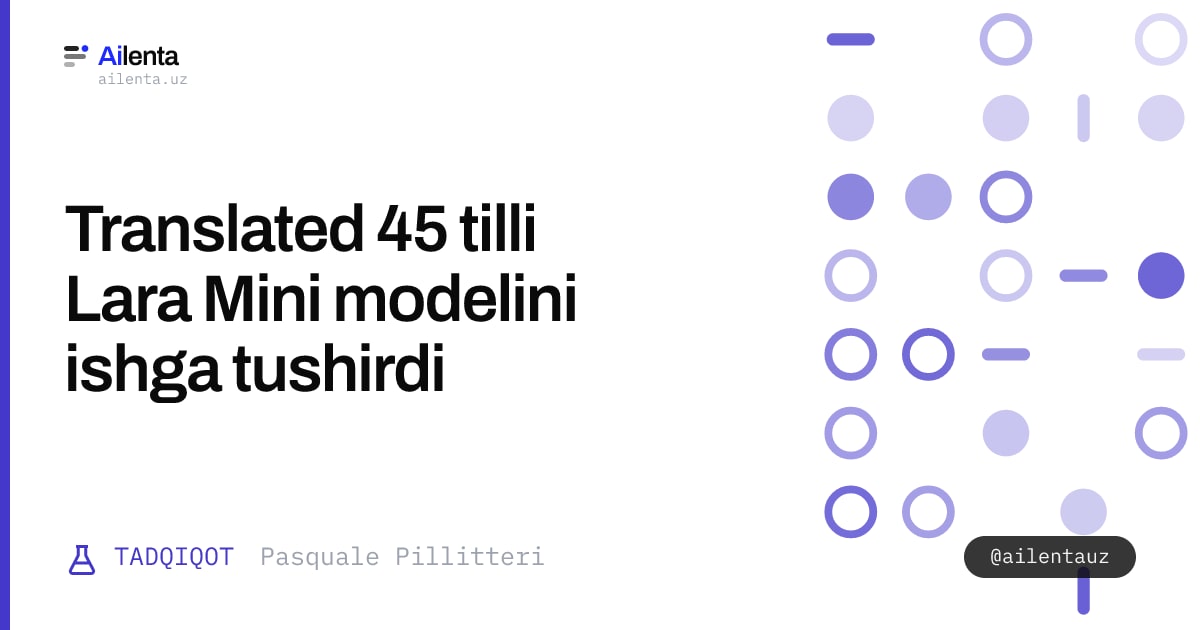 Ailenta
ailenta.uz
Translated 45 tilli
Lara Mini modelini
ishga tushirdi
TADQIQOT Pasquale Pillitteri
@ailentauz